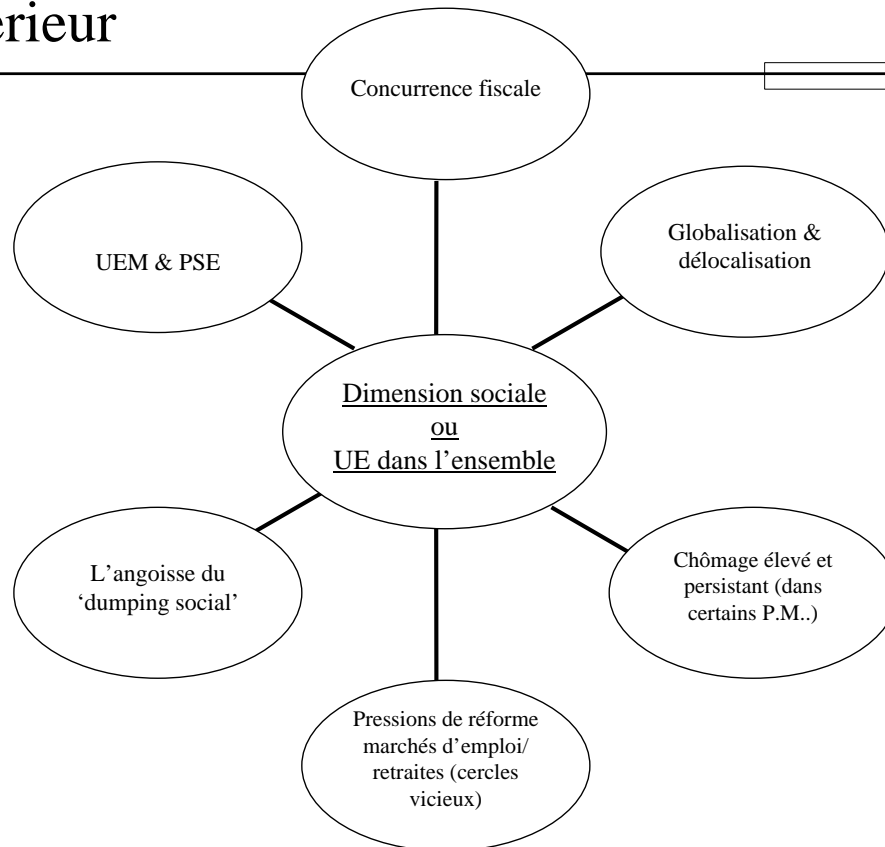 érieur
Concurrence fiscale
UEM & PSE
Globalisation &
délocalisation
Dimension sociale
ou
UE dans l’ensemble
L’angoisse du
‘dumping social’
Chômage élevé et
persistant (dans
certains P.M..)
Pressions de réforme
marchés d’emploi/
retraites (cercles
vicieux)